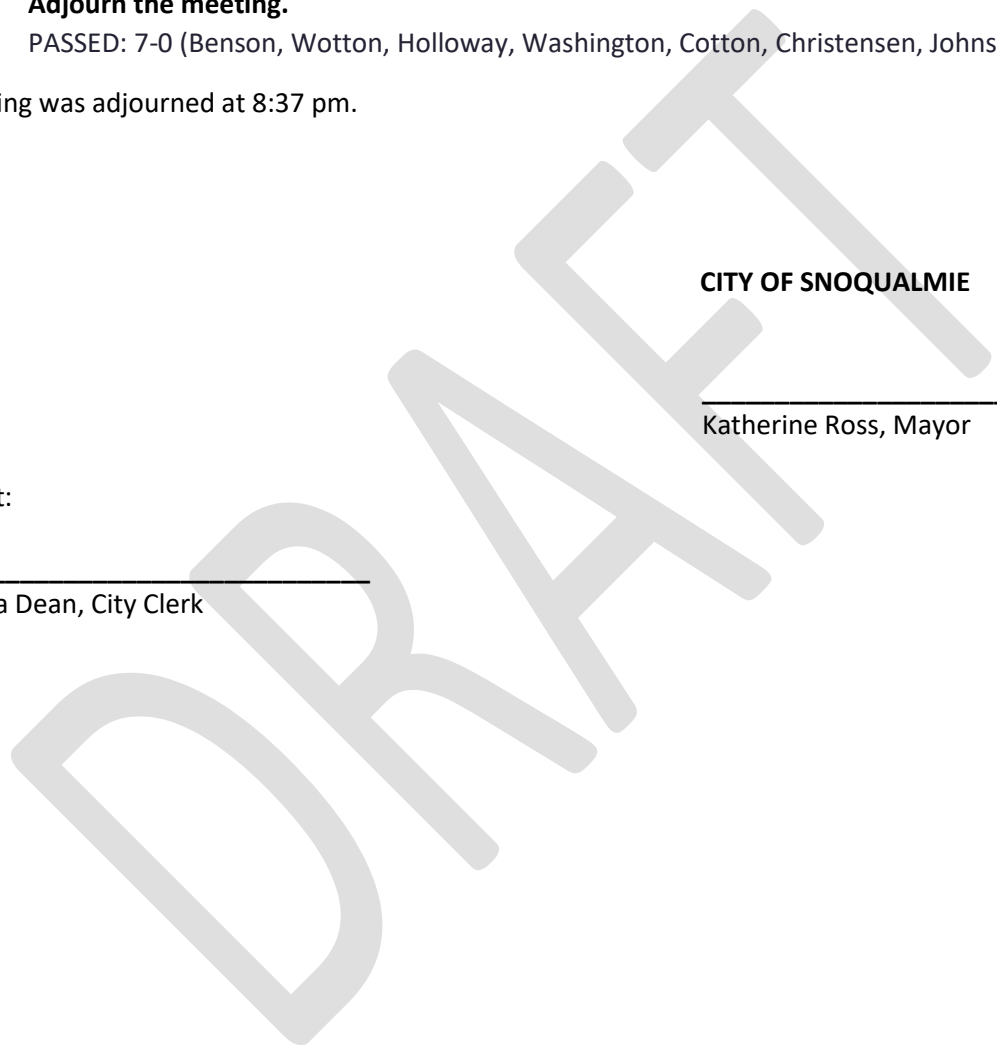 Adjourn the meeting.
PASSED: 7-0 (Benson, Wotton, Holloway, Washington, Cotton, Christensen, Johns
ing was adjourned at 8:37 pm.
CITY OF SNOQUALMIE
Katherine Ross, Mayor
t:
a Dean, City Clerk
DRAFT